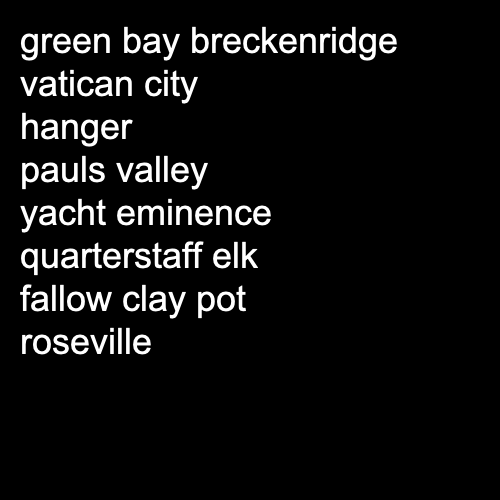 green bay breckenridge
vatican city
hanger
pauls valley
yacht eminence
quarterstaff elk
fallow clay pot
roseville